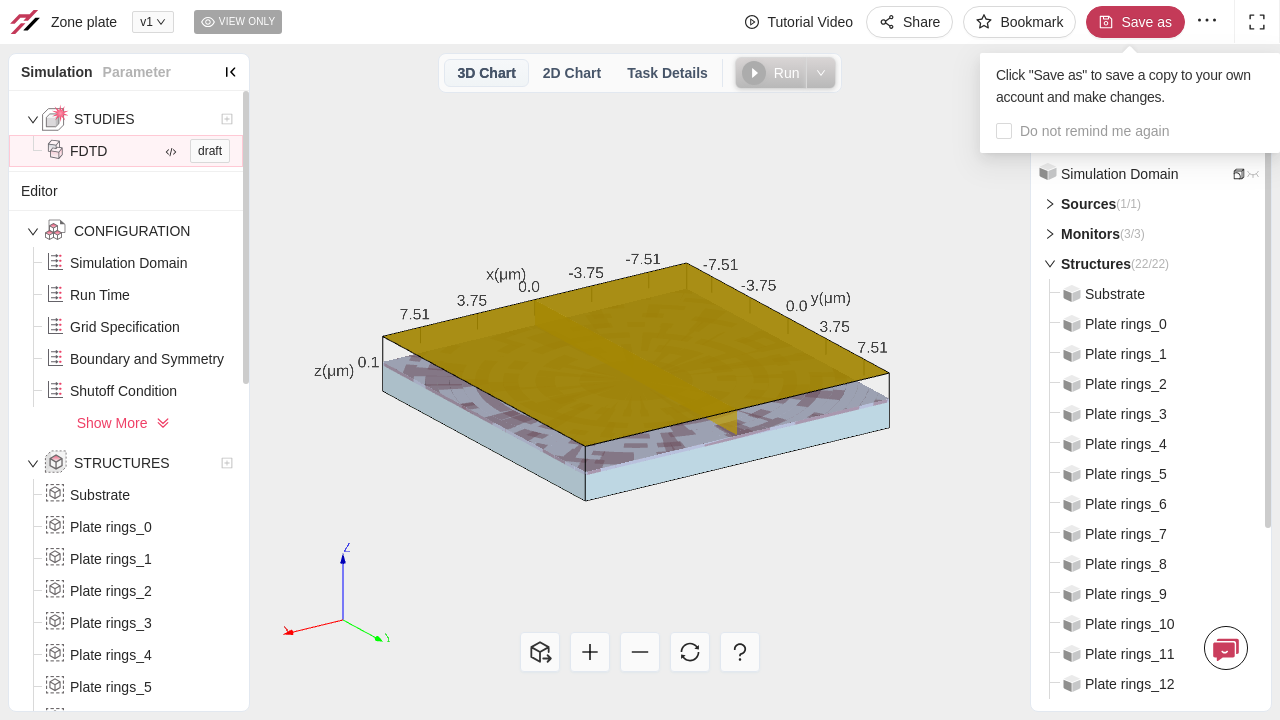 Zone plate
v1
VIEW ONLY
Tutorial Video
Share
Bookmark
Save as
Click "Save as" to save a copy to your own
account and make changes.
Do not remind me again
Simulation Parameter
STUDIES
FDTD
draft
Editor
CONFIGURATION
Simulation Domain
Run Time
Grid Specification
Boundary and Symmetry
Shutoff Condition
Show More
STRUCTURES
Substrate
Plate rings_0
Plate rings_1
Plate rings_2
Plate rings_3
Plate rings_4
Plate rings_5
3D Chart
2D Chart
Task Details
Run
-7.51
-3.75
x(μm)
0.0
3.75
7.51
-7.51
-3.75
0.0
y(μm)
3.75
7.51
z(μm)
0.1
Z
X
Y
Simulation Domain
Sources(1/1)
Monitors(3/3)
Structures(22/22)
Substrate
Plate rings_0
Plate rings_1
Plate rings_2
Plate rings_3
Plate rings_4
Plate rings_5
Plate rings_6
Plate rings_7
Plate rings_8
Plate rings_9
Plate rings_10
Plate rings_11
Plate rings_12